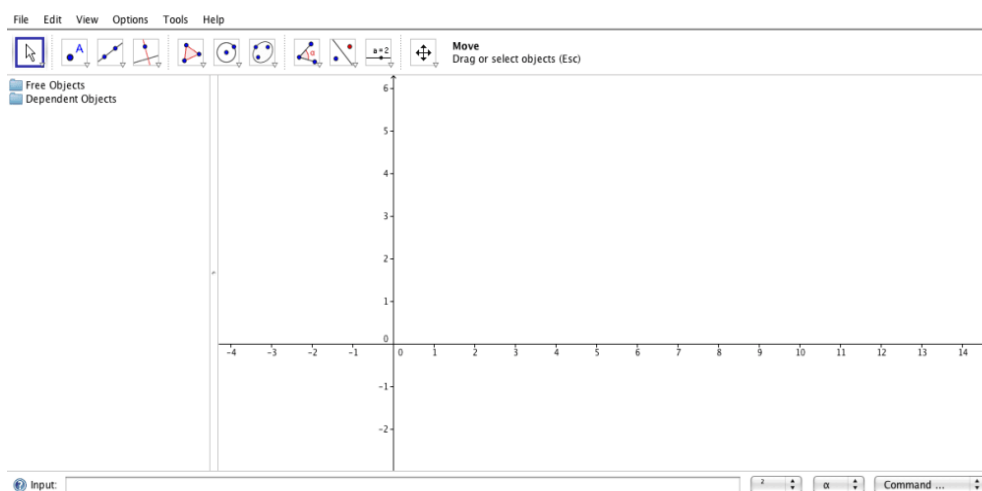 File Edit View Options Tools Help
A
α
a=2
Move
Drag or select objects (Esc)
Free Objects
Dependent Objects
6
5
4
3
2
1
0
-4 -3 -2 -1 0 1 2 3 4 5 6 7 8 9 10 11 12 13 14
-1
-2
Input: 2 α Command ...